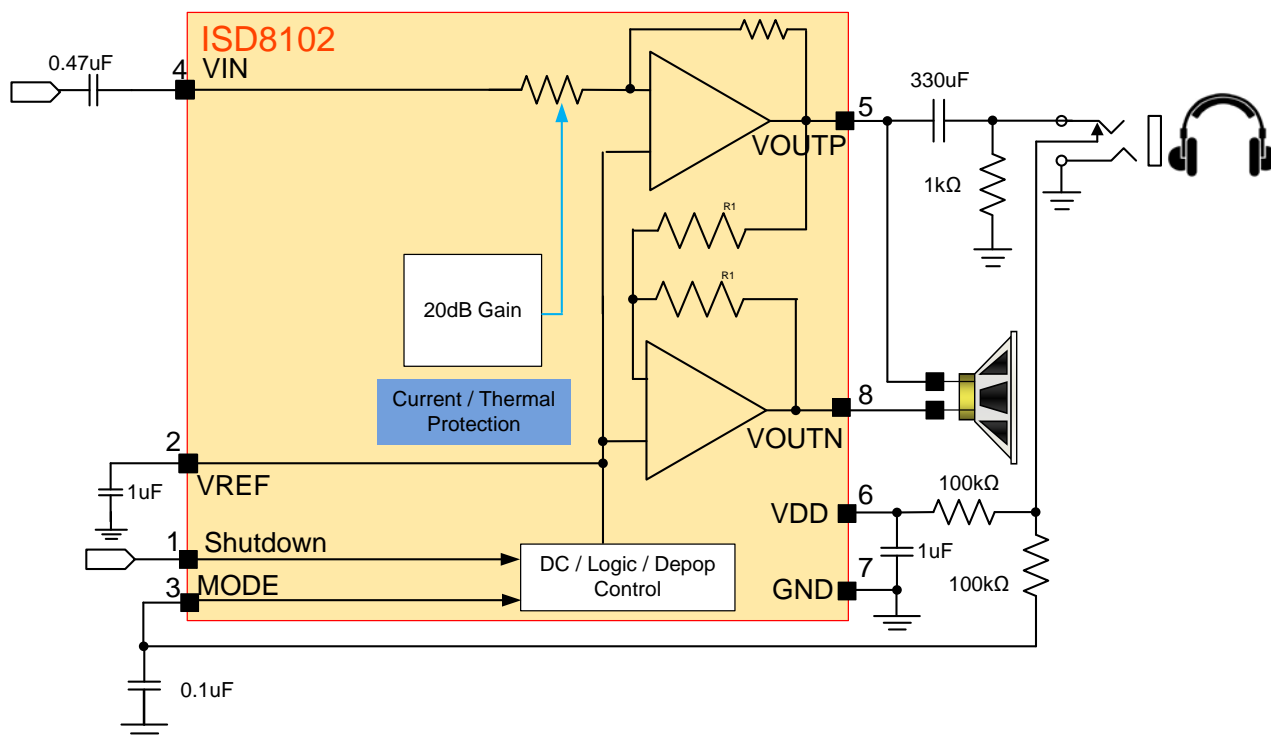 ISD8102
0.47uF
4
VIN
5
VOUTP
330uF
1kΩ
R1
R1
20dB Gain
Current / Thermal
Protection
8
VOUTN
2
VREF
1uF
1
Shutdown
3
MODE
DC / Logic / Depop
Control
VDD
6
100kΩ
1uF
7
GND
100kΩ
0.1uF